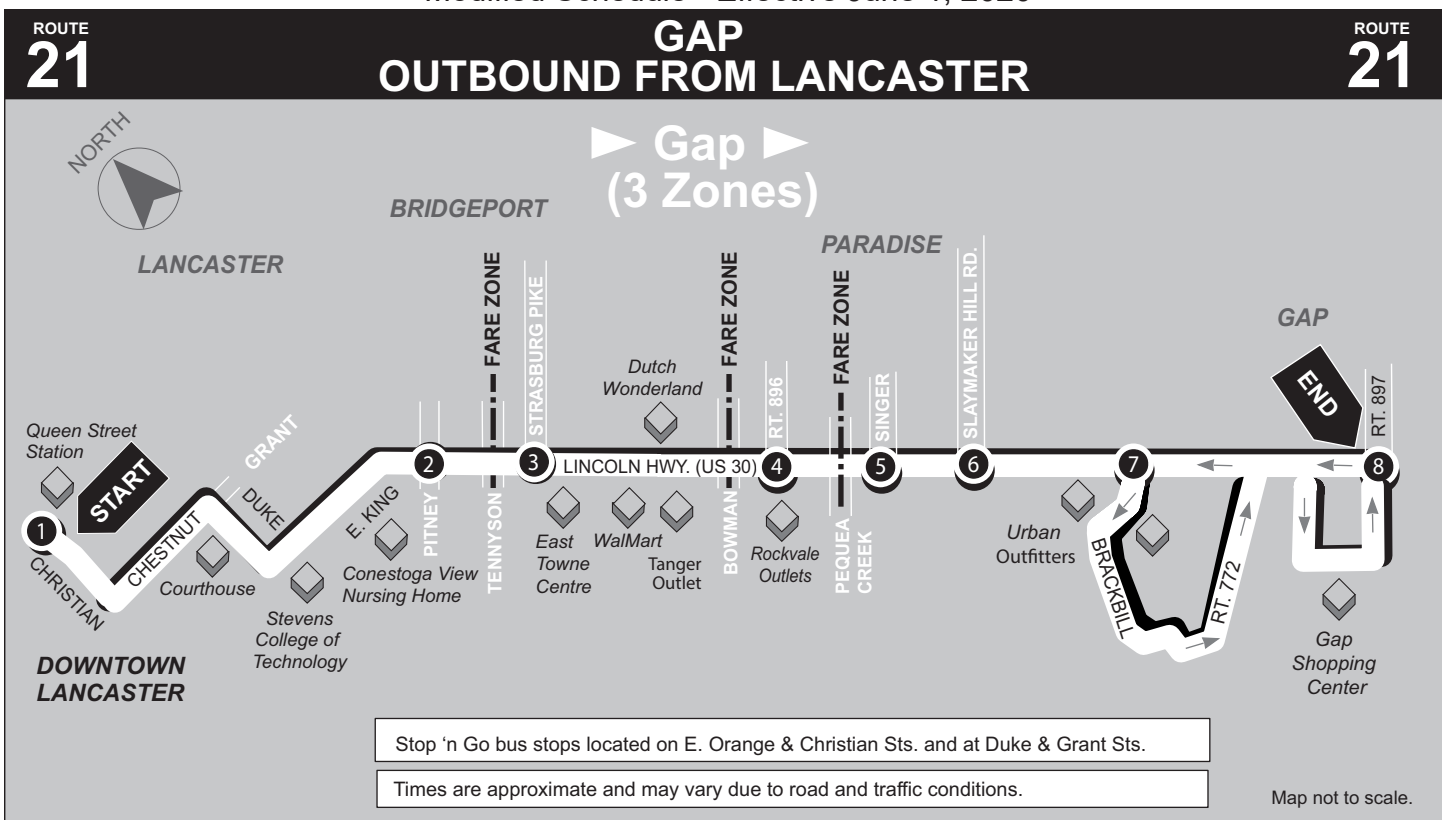 Modified Schedule - Effective June 1, 2020
ROUTE
21
GAP
OUTBOUND FROM LANCASTER
ROUTE
21
NORTH
► Gap ►
(3 Zones)
BRIDGEPORT
LANCASTER
PARADISE
GAP
FARE ZONE
STRASBURG PIKE
FARE ZONE
FARE ZONE
SLAYMAKER HILL RD.
Dutch
Wonderland
RT. 896
SINGER
END
RT. 897
Queen Street
Station
START
GRANT
1
CHRISTIAN
CHESTNUT
DUKE
E. KING
2
3
LINCOLN HWY. (US 30)
4
5
6
7
8
Courthouse
Stevens
College of
Technology
Conestoga View
Nursing Home
PITNEY
TENNYSON
East
Towne
Centre
WalMart
Tanger
Outlet
BOWMAN
Rockvale
Outlets
PEQUEA
CREEK
Urban
Outfitters
BRACKBILL
RT. 772
Gap
Shopping
Center
DOWNTOWN
LANCASTER
Stop ‘n Go bus stops located on E. Orange & Christian Sts. and at Duke & Grant Sts.
Times are approximate and may vary due to road and traffic conditions.
Map not to scale.